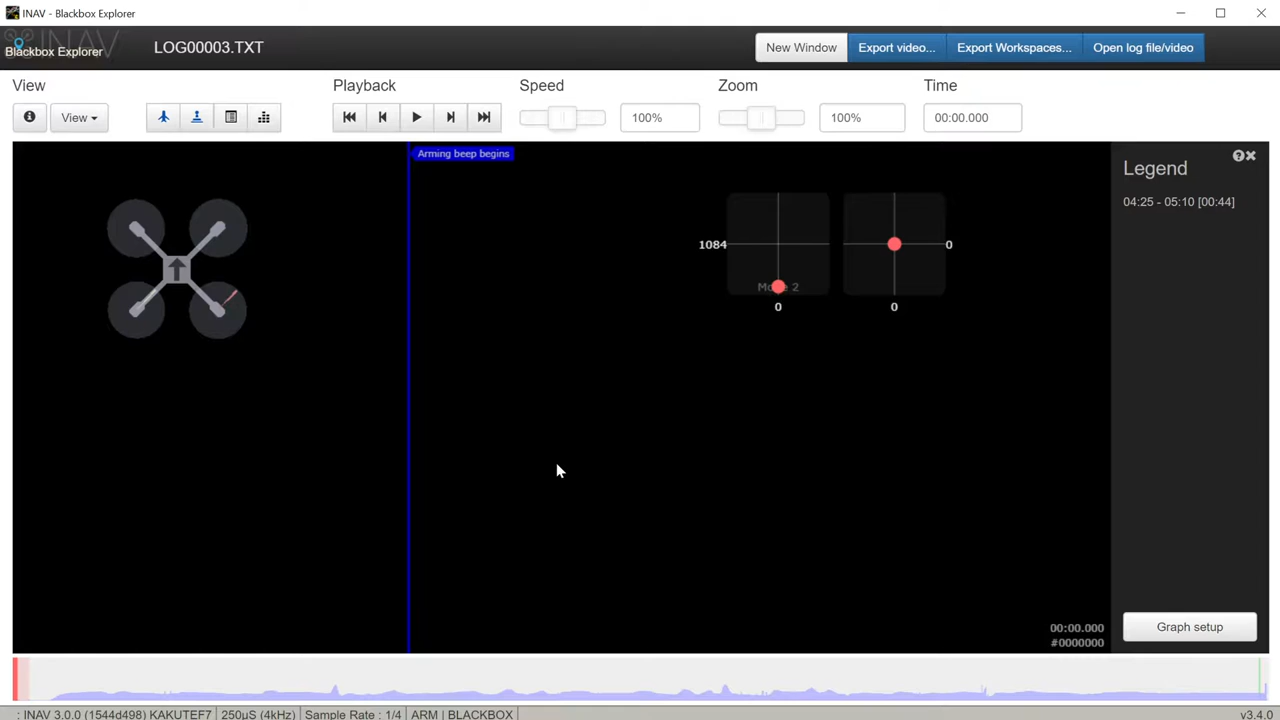 INAV - Blackbox Explorer
INAV
Blackbox Explorer
LOG00003.TXT
New Window
Export video...
Export Workspaces...
Open log file/video
View
Playback
Speed
Zoom
Time
View
100%
100%
00:00.000
Arming beep begins
Legend
04:25 - 05:10 [00:44]
1084
0
Mode 2
0
0
00:00.000
#0000000
Graph setup
: INAV 3.0.0 (1544d498) KAKUTEF7 250µS (4kHz) Sample Rate : 1/4 ARM | BLACKBOX
v3.4.0